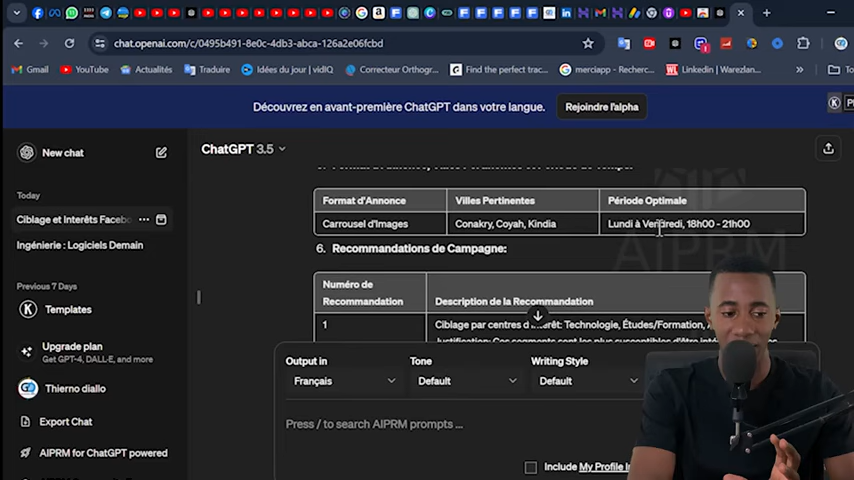 chat.openai.com/c/0495b491-8e0c-4db3-abca-126a2e06fcbd
Gmail
YouTube
Actualités
Traduire
Idées du jour | vidIQ
Correcteur Orthogr...
Find the perfect trac...
merciapp - Recherc...
Linkedin | Warezlan...
»
Découvrez en avant-première ChatGPT dans votre langue.
Rejoindre l'alpha
New chat
ChatGPT 3.5
Today
Ciblage et Intérêts Facebo
Ingénierie : Logiciels Demain
Previous 7 Days
Templates
Upgrade plan
Get GPT-4, DALL-E, and more
Thierno diallo
Export Chat
AIPRM for ChatGPT powered
AIPRM
Format d'Annonce
Villes Pertinentes
Période Optimale
Carrousel d'Images
Conakry, Coyah, Kindia
Lundi à Vendredi, 18h00 - 21h00
6. Recommandations de Campagne:
Numéro de
Recommandation
Description de la Recommandation
1
Ciblage par centres d'intérêt: Technologie, Études/Formation,
Output in
Tone
Writing Style
Français
Default
Default
Press / to search AIPRM prompts ...
Include My Profile